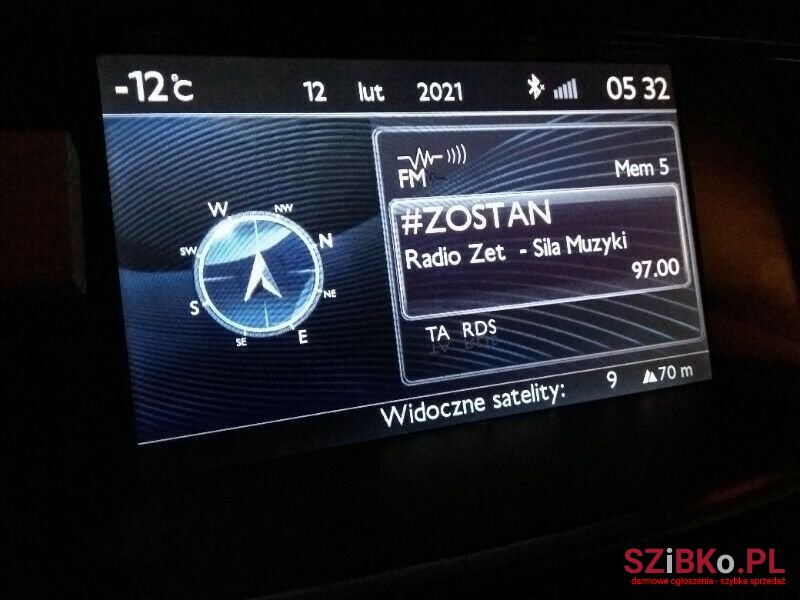 -12°C 12 lut 2021 05 32
FM
Mem 5
#ZOSTAN
Radio Zet - Sila Muzyki
97.00
TA RDS
W NW N NE E SE S SW
Widoczne satelity: 9 70 m
SZiBKo.PL
darmowe ogłoszenia - szybka sprzedaż